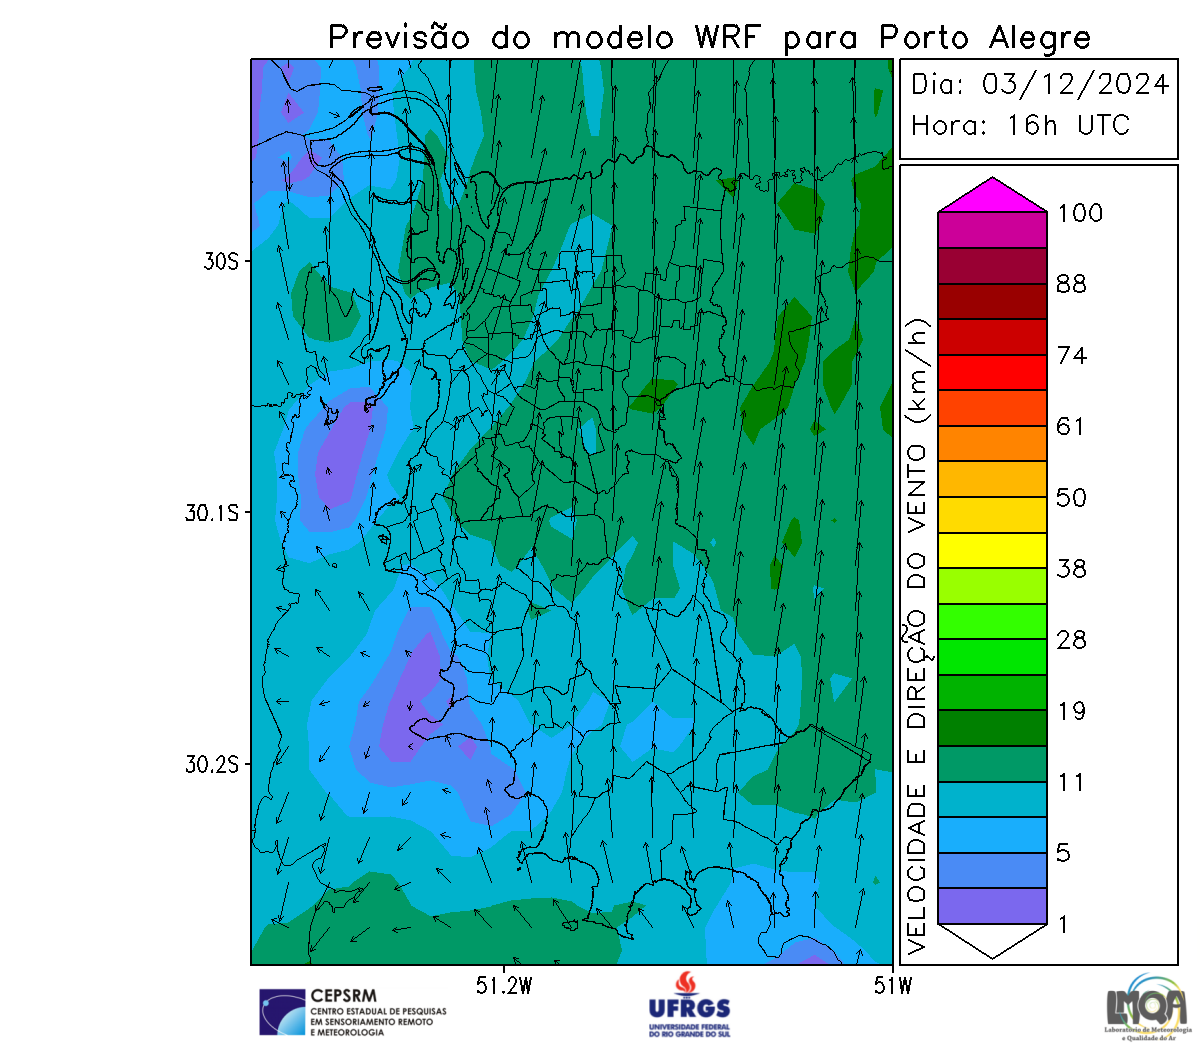 Previsão do modelo WRF para Porto Alegre
Dia: 03/12/2024
Hora: 16h UTC
30S
30.1S
30.2S
51.2W
51W
VELOCIDADE E DIREÇÃO DO VENTO (km/h)
100
88
74
61
50
38
28
19
11
5
1
CEPSRM
CENTRO ESTADUAL DE PESQUISAS
EM SENSORIAMENTO REMOTO
E METEOROLOGIA
UFRGS
UNIVERSIDADE FEDERAL
DO RIO GRANDE DO SUL
LMQA
Laboratório de Meteorologia
e Qualidade do Ar